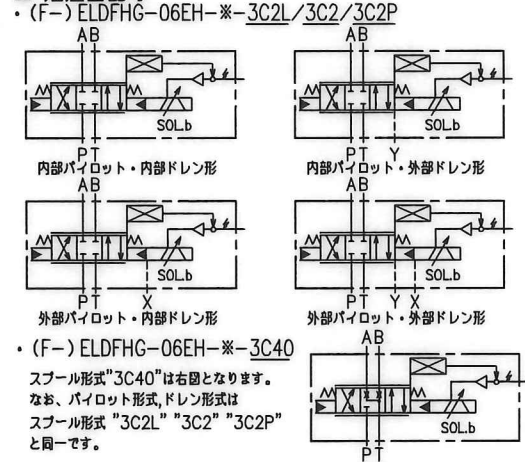 ・(F-) ELDFHG-06EH-※-3C2L/3C2/3C2P
AB
SOL.b
PT
内部パイロット・内部ドレン形
AB
SOL.b
PT Y
内部パイロット・外部ドレン形
AB
SOL.b
PT X
外部パイロット・内部ドレン形
AB
SOL.b
PT Y X
外部パイロット・外部ドレン形
・(F-) ELDFHG-06EH-※-3C40
スプール形式"3C40"は右図となります。
なお、パイロット形式,ドレン形式は
スプール形式 "3C2L" "3C2" "3C2P"
と同一です。
AB
SOL.b
PT